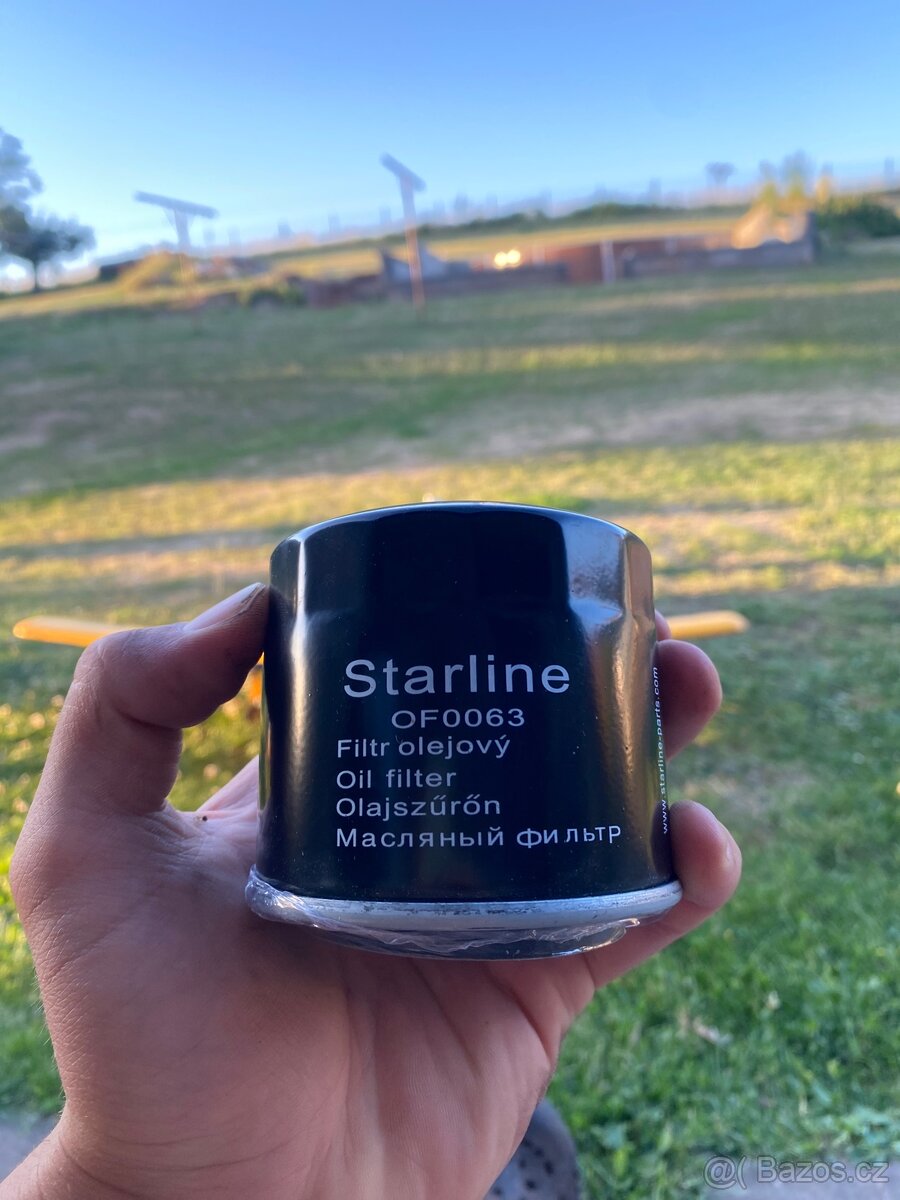 Starline
OF0063
Filtr olejový
Oil filter
Olajszűrőn
Масляный фильтр
www.starline-parts.com
@( Bazos.cz